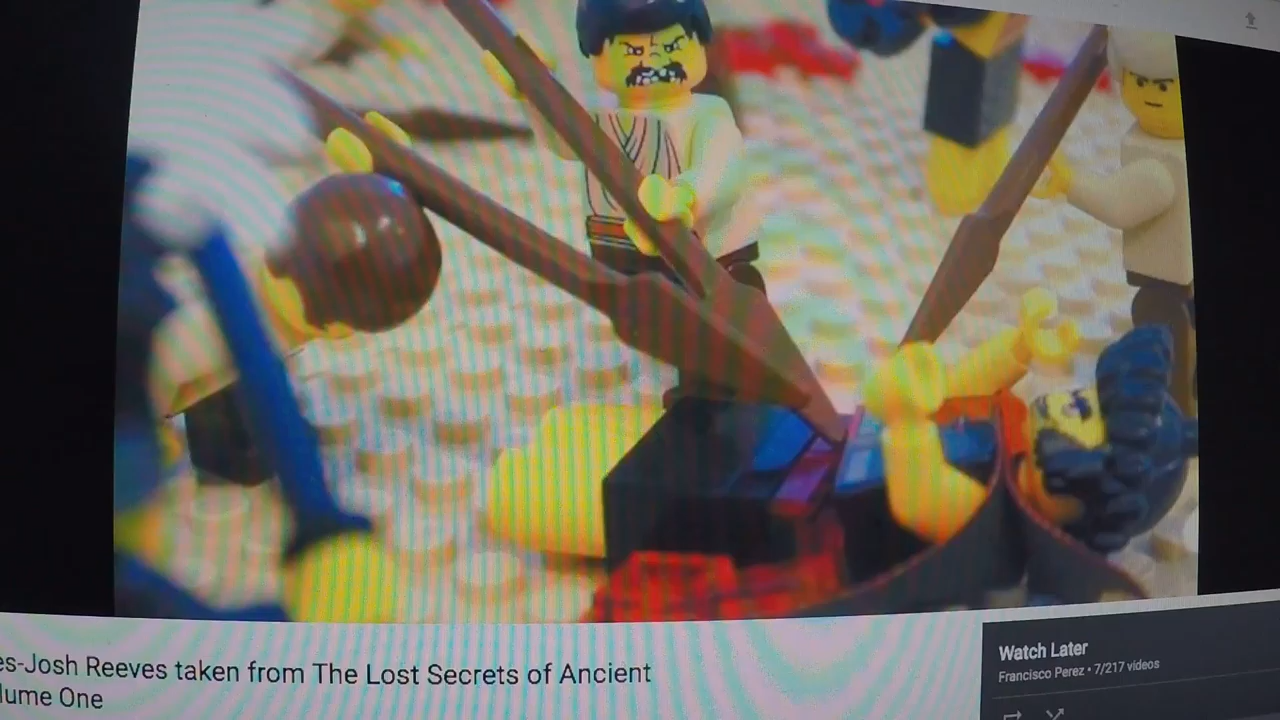 es-Josh Reeves taken from The Lost Secrets of Ancient
lume One
Watch Later
Francisco Perez • 7/217 videos